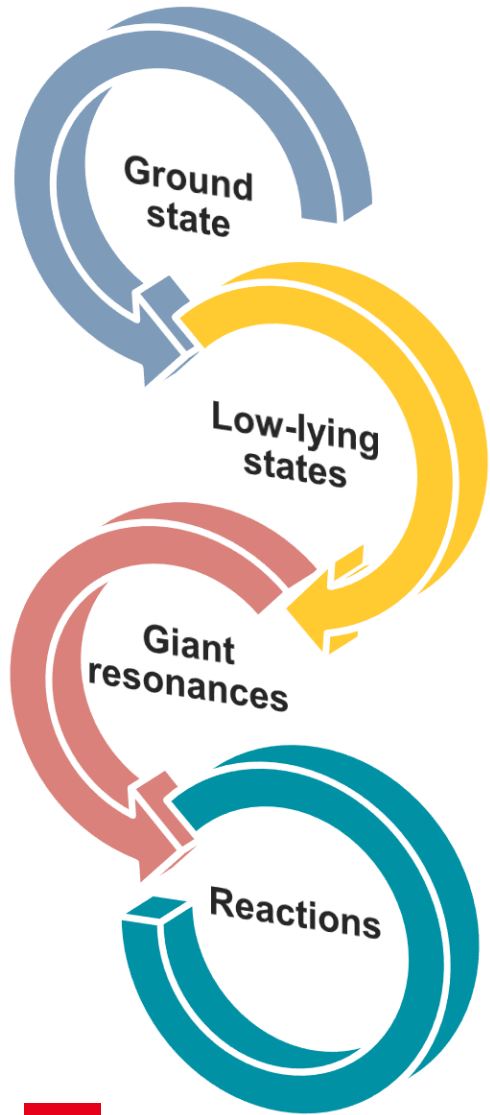 Ground
state
Low-lying
states
Giant
resonances
Reactions